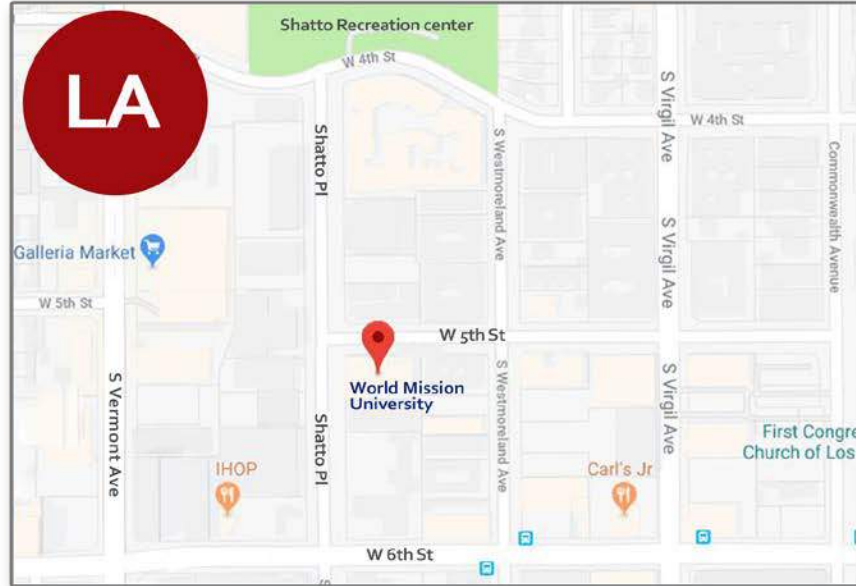 Shatto Recreation center
LA
W 4th St
W 4th St
S Virgil Ave
Shatto Pl
S Westmoreland Ave
Commonwealth Avenue
Galleria Market
S Virgil Ave
W 5th St
W 5th St
World Mission
University
S Vermont Ave
Shatto Pl
S Westmoreland Ave
S Virgil Ave
First Congre
Church of Los
IHOP
Carl's Jr
W 6th St